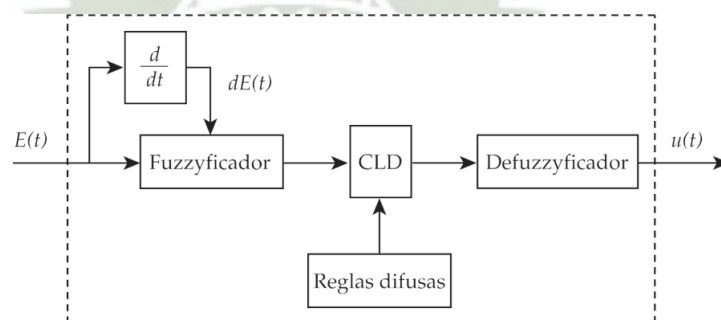 d
dt
dE(t)
E(t)
Fuzzyficador
CLD
Defuzzyficador
u(t)
Reglas difusas